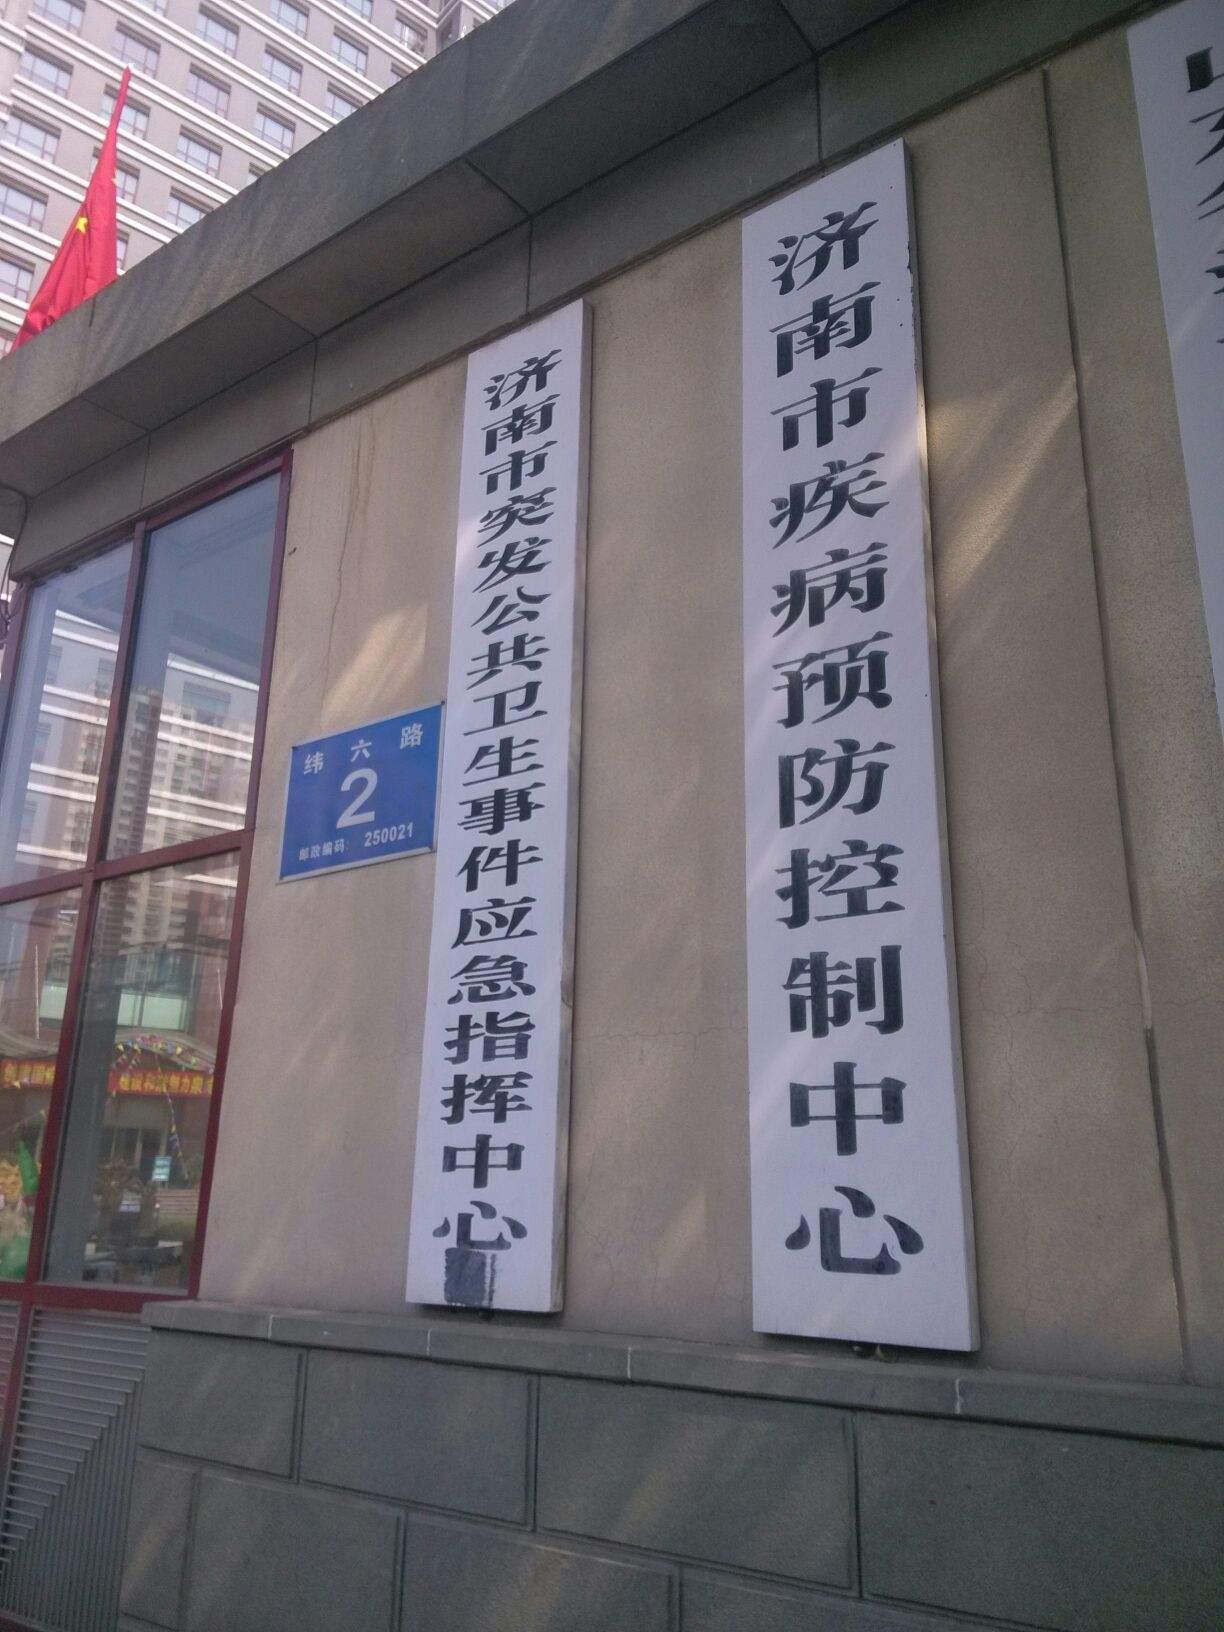 济南市突发公共卫生事件应急指挥中心
济南市疾病预防控制中心
纬六路
2
邮政编码: 250021